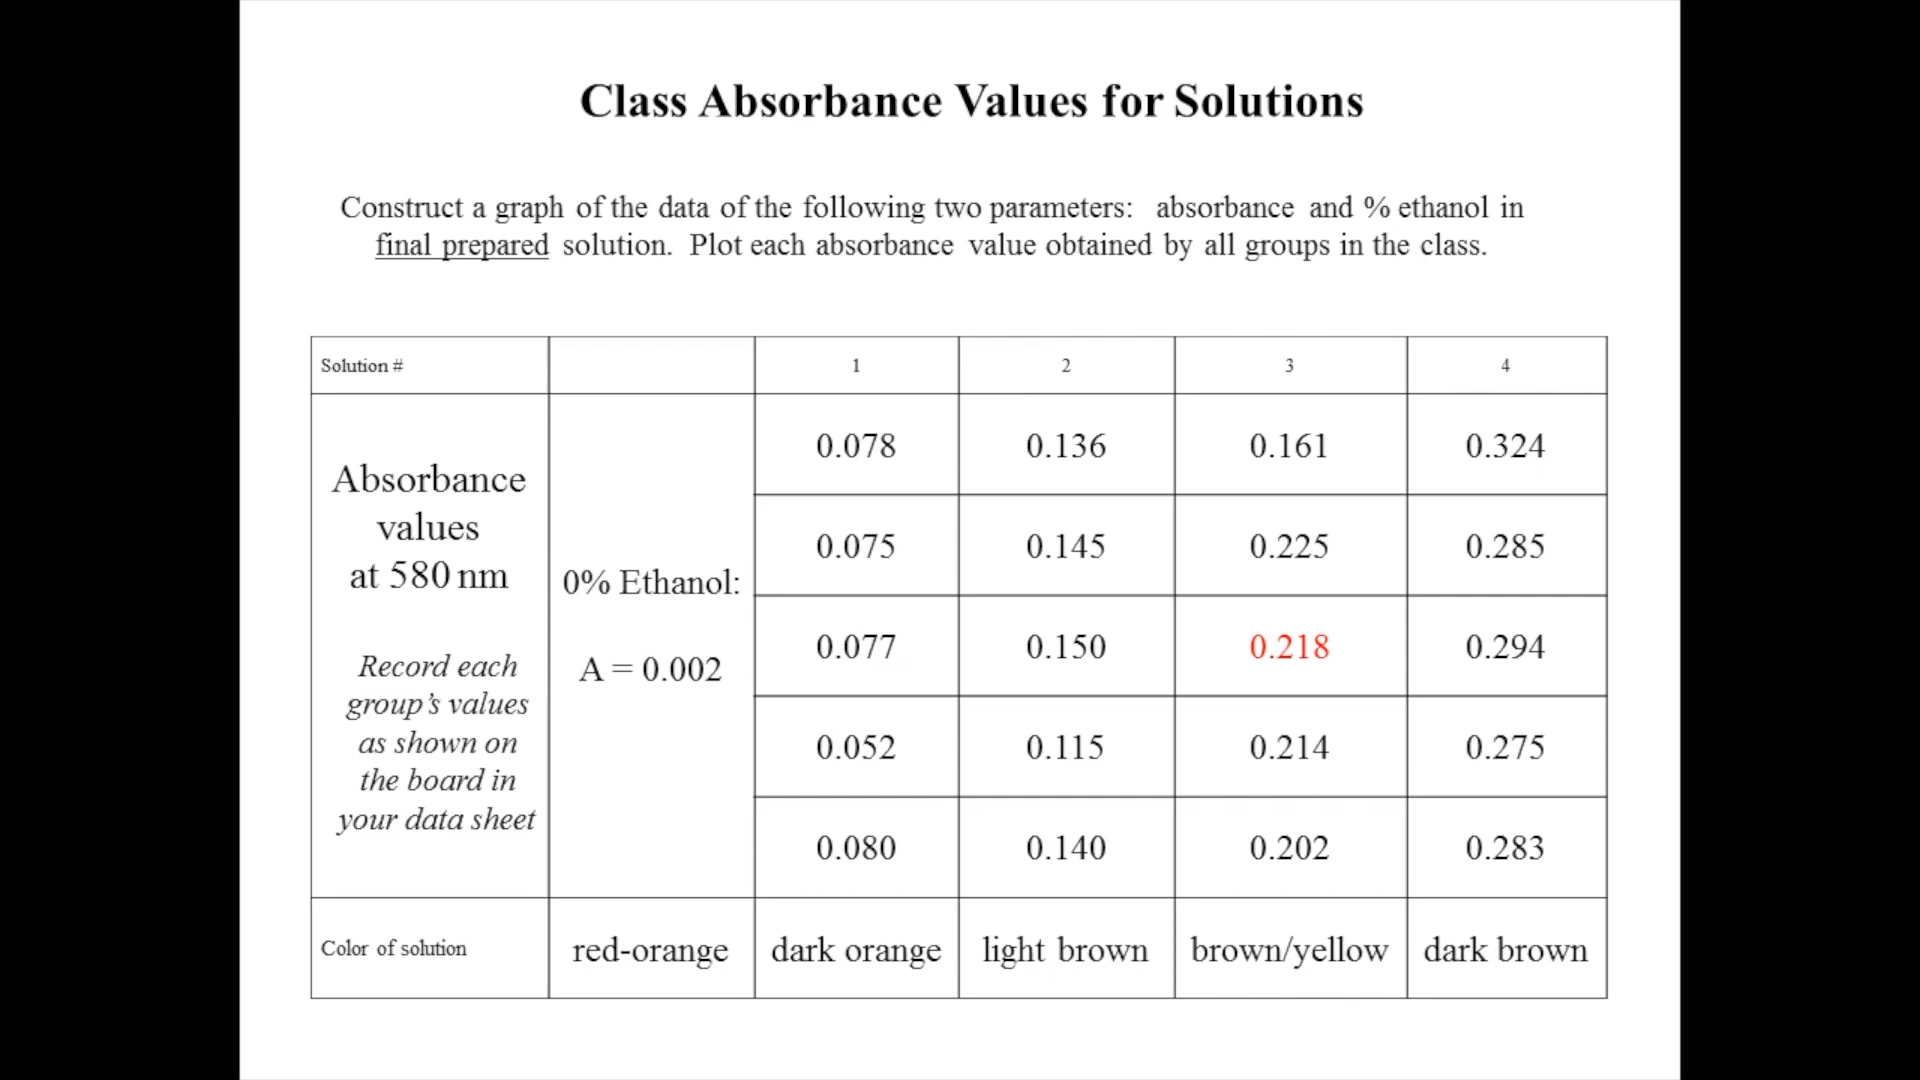 Class Absorbance Values for Solutions
Construct a graph of the data of the following two parameters: absorbance and % ethanol in
final prepared solution. Plot each absorbance value obtained by all groups in the class.
Solution # 1 2 3 4
Absorbance
values
at 580 nm
Record each
group’s values
as shown on
the board in
your data sheet
0% Ethanol:
A = 0.002
0.078 0.136 0.161 0.324
0.075 0.145 0.225 0.285
0.077 0.150 0.218 0.294
0.052 0.115 0.214 0.275
0.080 0.140 0.202 0.283
Color of solution red-orange dark orange light brown brown/yellow dark brown